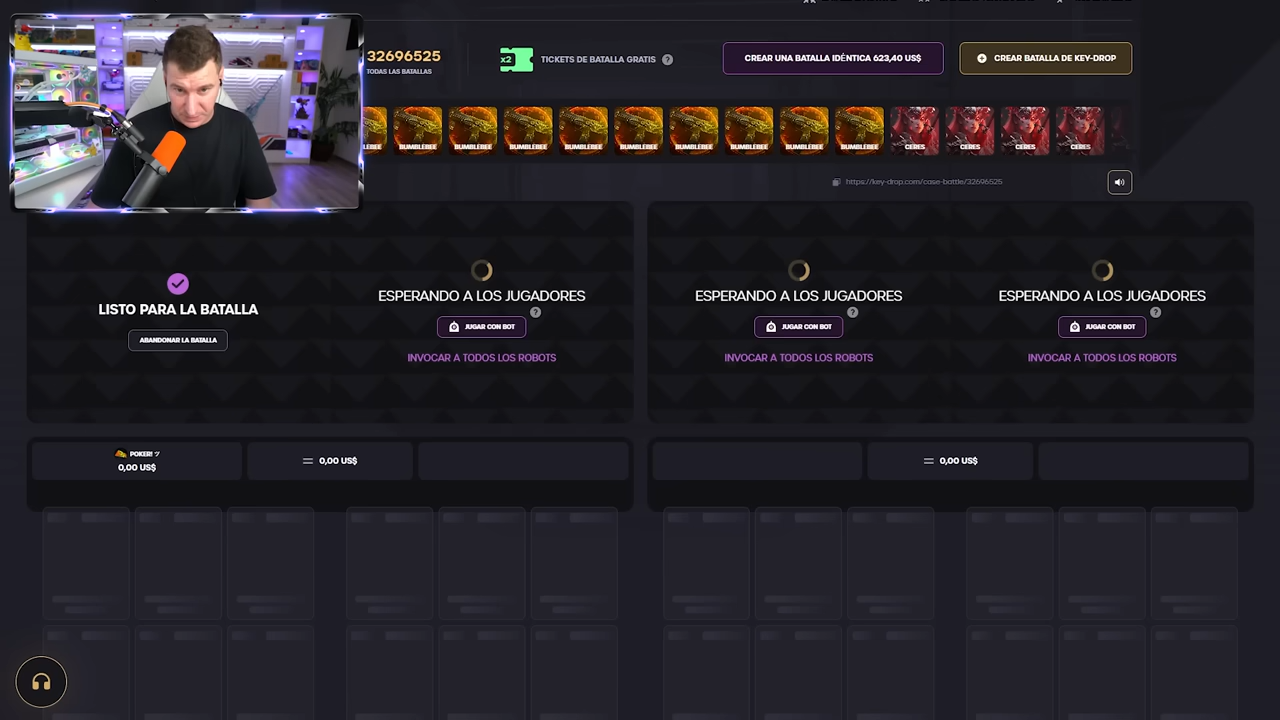 32696525
TODAS LAS BATALLAS
x2
TICKETS DE BATALLA GRATIS ?
CREAR UNA BATALLA IDÉNTICA 623,40 US$
CREAR BATALLA DE KEY-DROP
BUMBLEBEE
BUMBLEBEE
BUMBLEBEE
BUMBLEBEE
BUMBLEBEE
BUMBLEBEE
BUMBLEBEE
BUMBLEBEE
BUMBLEBEE
CERES
CERES
CERES
CERES
https://key-drop.com/case-battle/32696525
LISTO PARA LA BATALLA
ABANDONAR LA BATALLA
ESPERANDO A LOS JUGADORES
?
JUGAR CON BOT
INVOCAR A TODOS LOS ROBOTS
ESPERANDO A LOS JUGADORES
?
JUGAR CON BOT
INVOCAR A TODOS LOS ROBOTS
ESPERANDO A LOS JUGADORES
?
JUGAR CON BOT
INVOCAR A TODOS LOS ROBOTS
POKER! ツ
0,00 US$
0,00 US$
0,00 US$